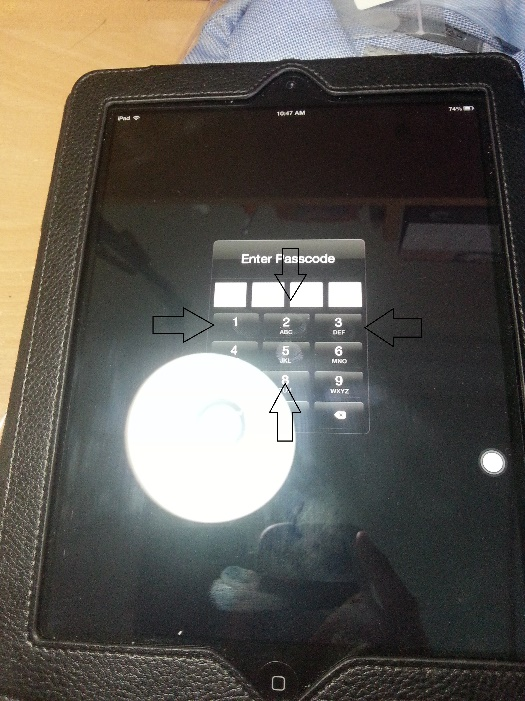 iPad 10:47 AM 74%
Enter Passcode
1 2 3
ABC DEF
4 5 6
JKL MNO
8 9
WXYZ